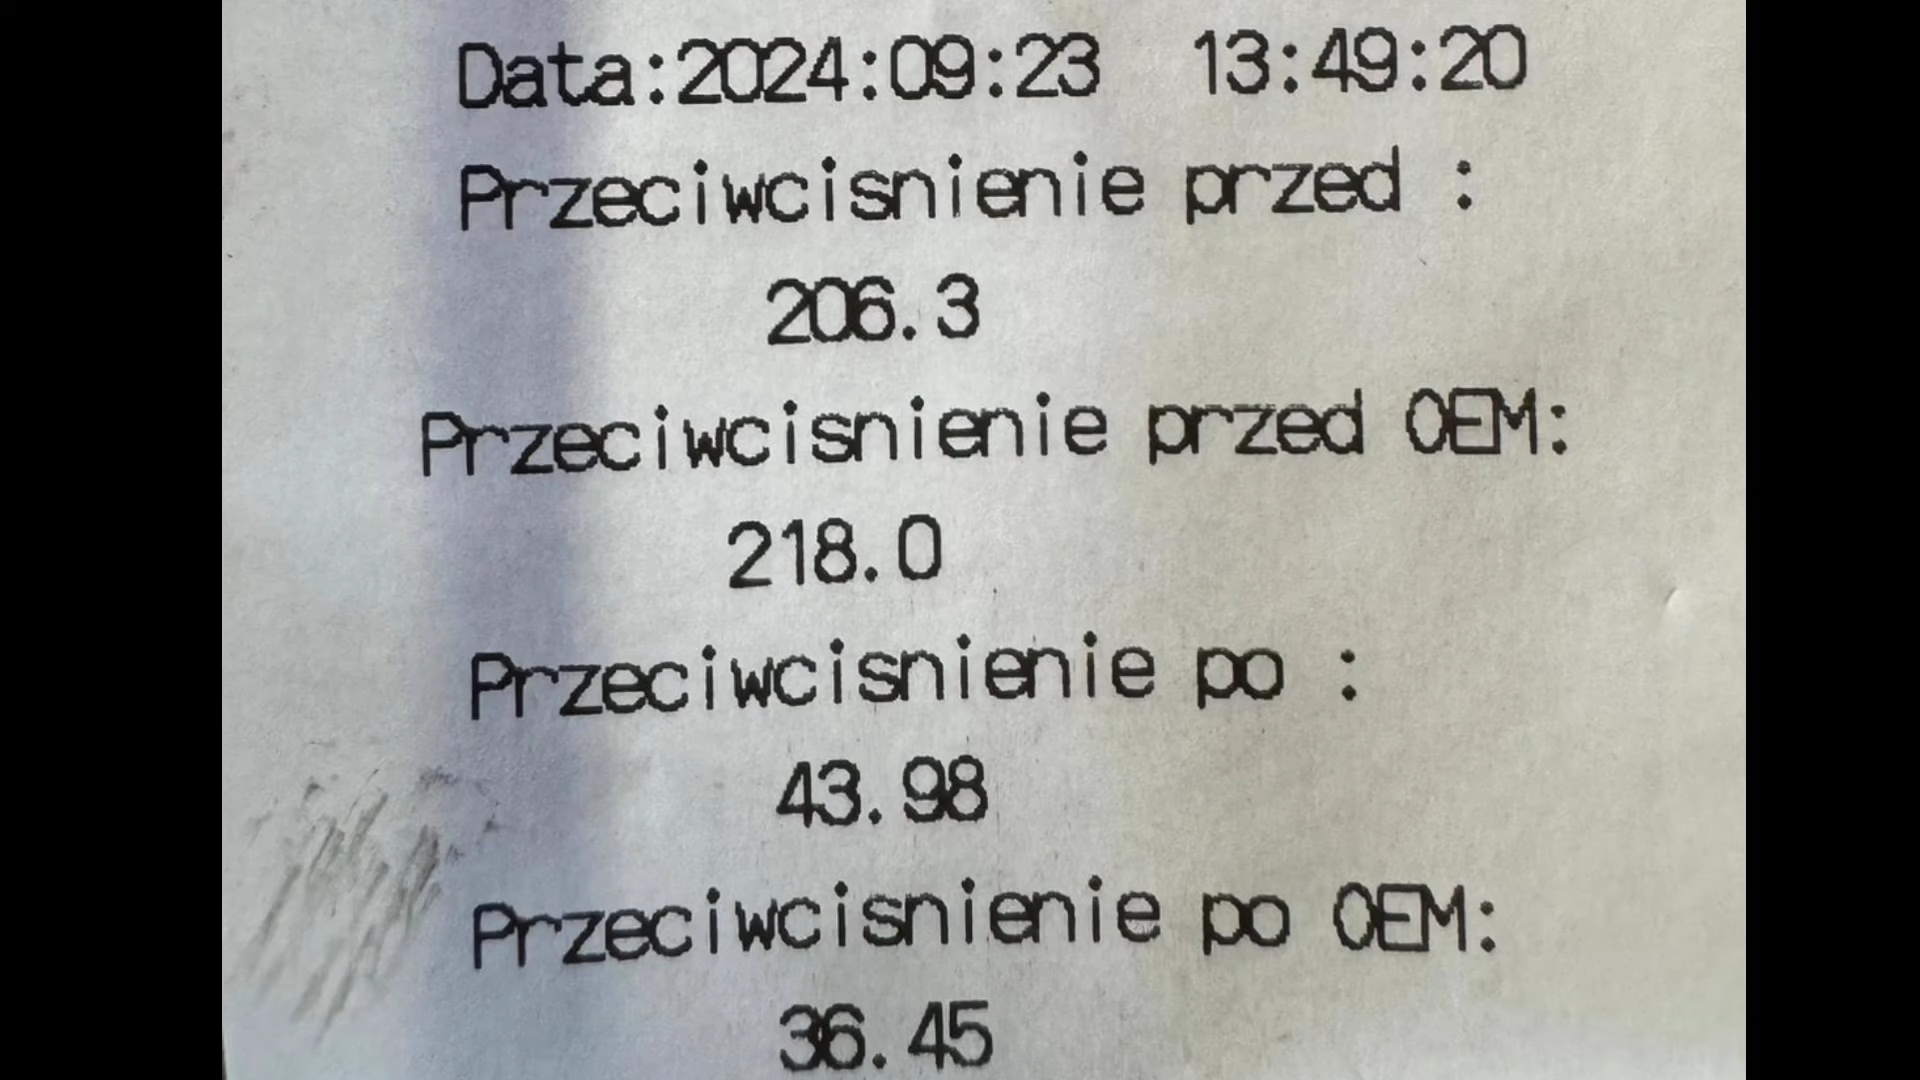 Data:2024:09:23 13:49:20
Przeciwcisnienie przed :
206.3
Przeciwcisnienie przed OEM:
218.0
Przeciwcisnienie po :
43.98
Przeciwcisnienie po OEM:
36.45